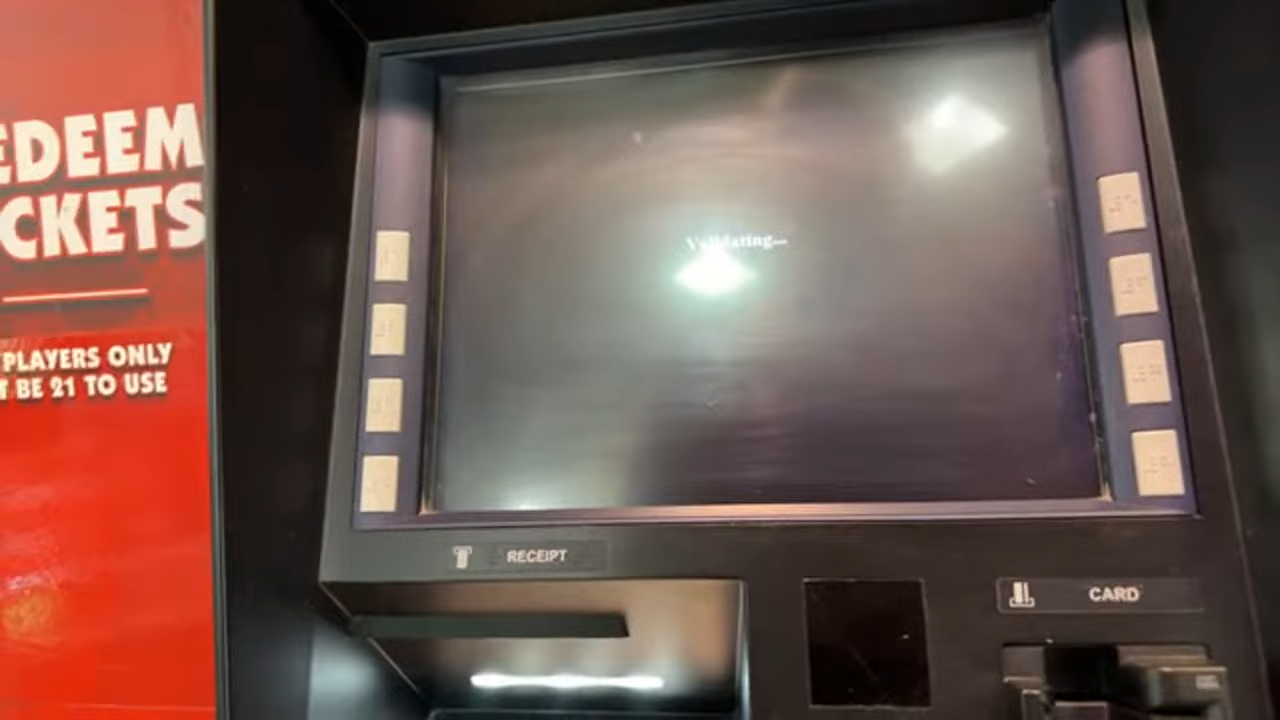 EDEEM
CKETS
PLAYERS ONLY
T BE 21 TO USE
Validating...
RECEIPT
CARD